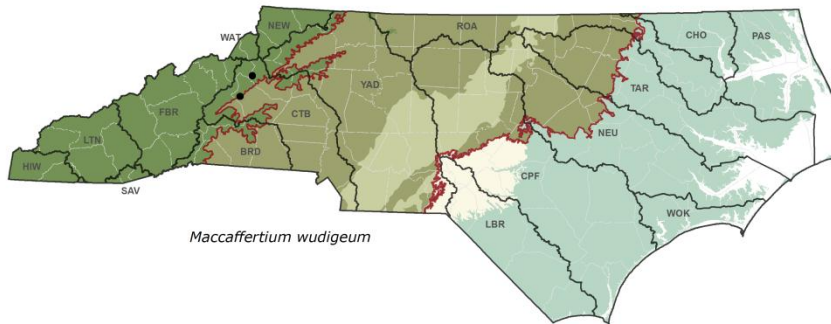 NEW
ROA
WAT
CHO
PAS
YAD
TAR
FBR
CTB
LTN
NEU
BRD
HIW
CPF
SAV
WOK
LBR
Maccaffertium wudigeum